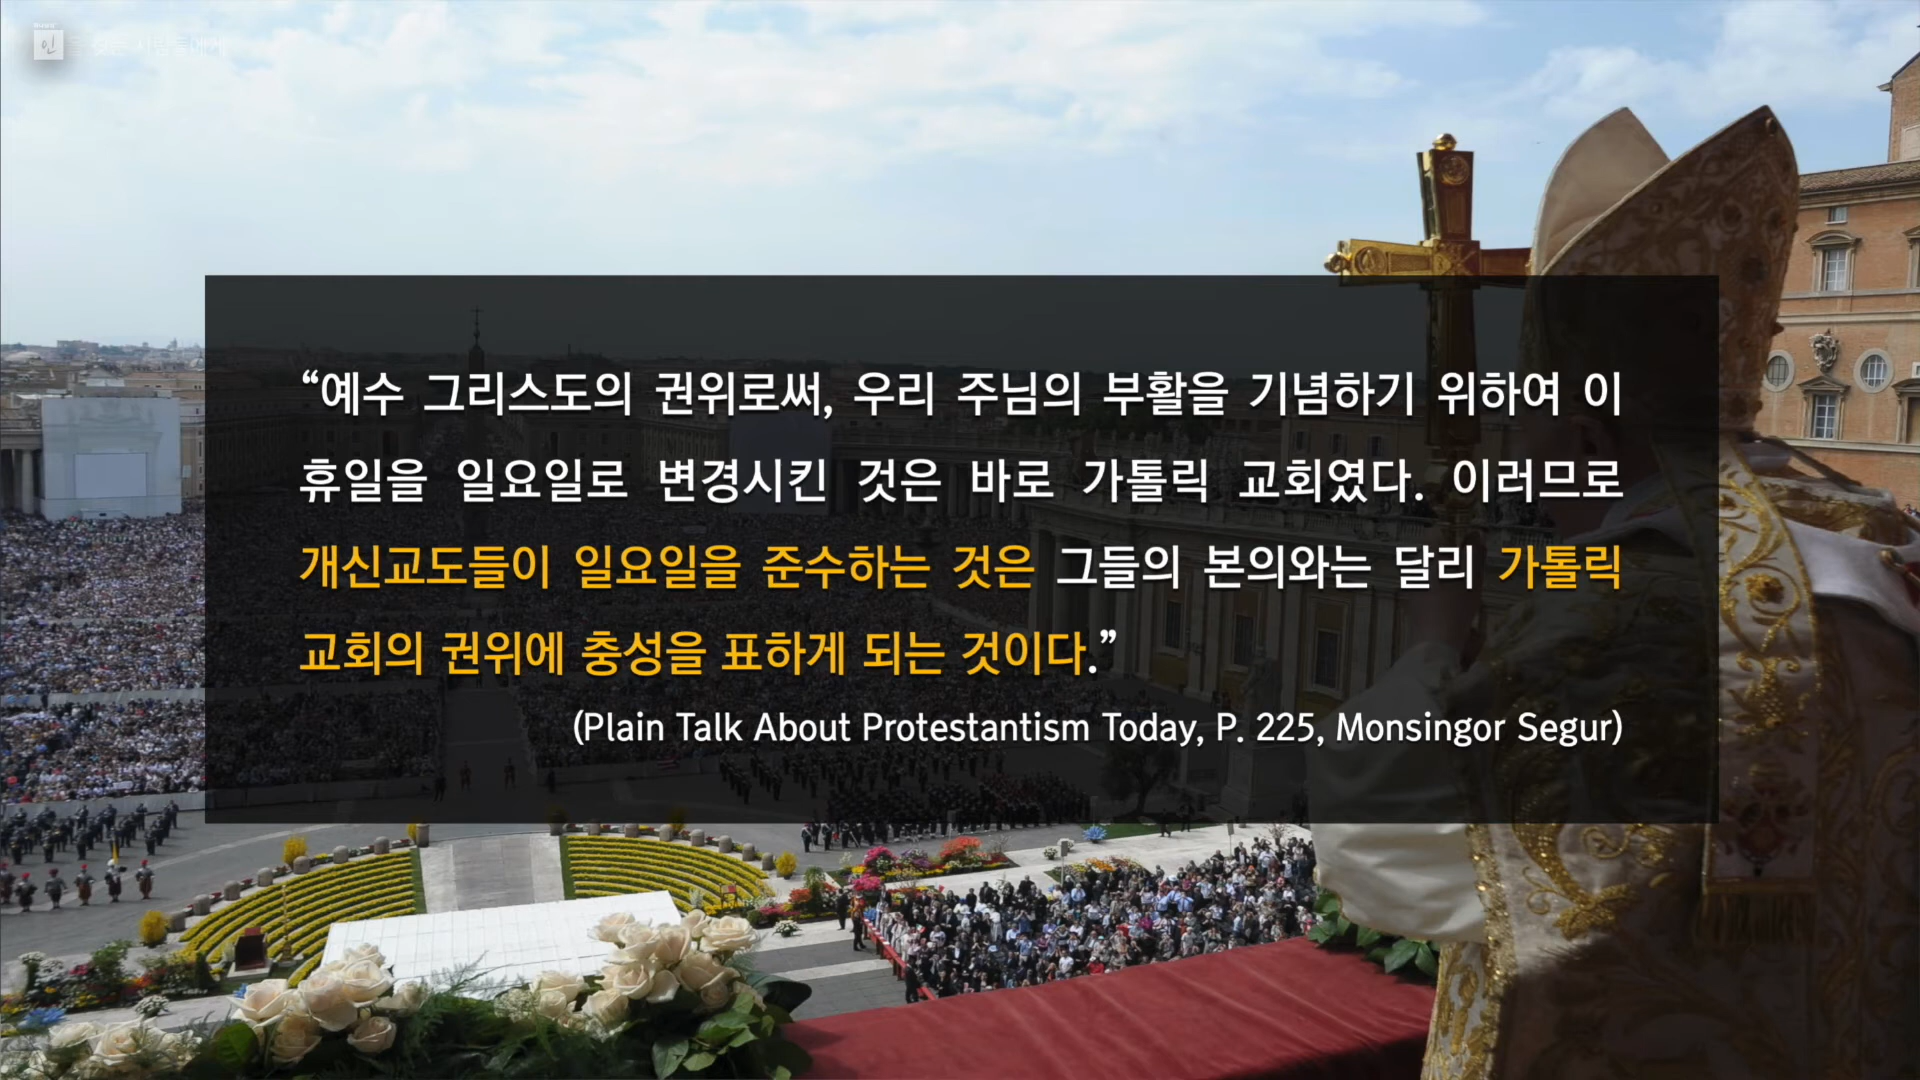 인
“예수 그리스도의 권위로써, 우리 주님의 부활을 기념하기 위하여 이
휴일을 일요일로 변경시킨 것은 바로 가톨릭 교회였다. 이러므로
개신교도들이 일요일을 준수하는 것은 그들의 본의와는 달리 가톨릭
교회의 권위에 충성을 표하게 되는 것이다.”
(Plain Talk About Protestantism Today, P. 225, Monsingor Segur)